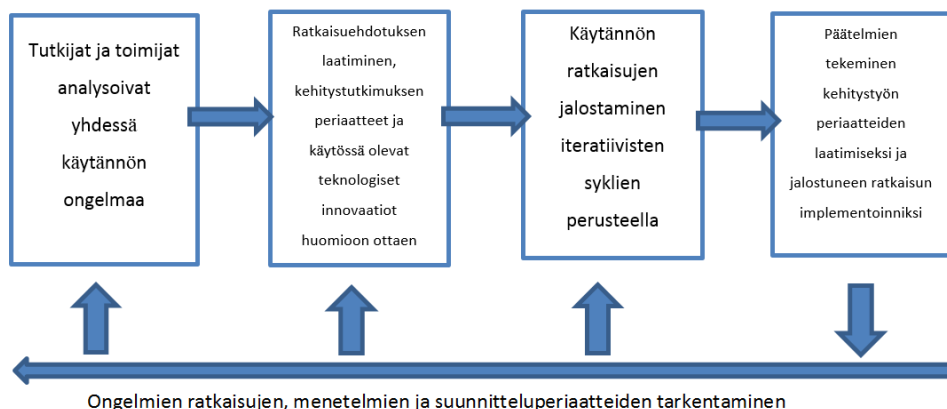 Tutkijat ja toimijat
analysoivat
yhdessä
käytännön
ongelmaa
Ratkaisuehdotuksen
laatiminen,
kehitystutkimuksen
periaatteet ja
käytössä olevat
teknologiset
innovaatiot
huomioon ottaen
Käytännön
ratkaisujen
jalostaminen
iteratiivisten
syklien
perusteella
Päätelmien
tekeminen
kehitystyön
periaatteiden
laatimiseksi ja
jalostuneen ratkaisun
implementoinniksi
Ongelmien ratkaisujen, menetelmien ja suunnitteluperiaatteiden tarkentaminen